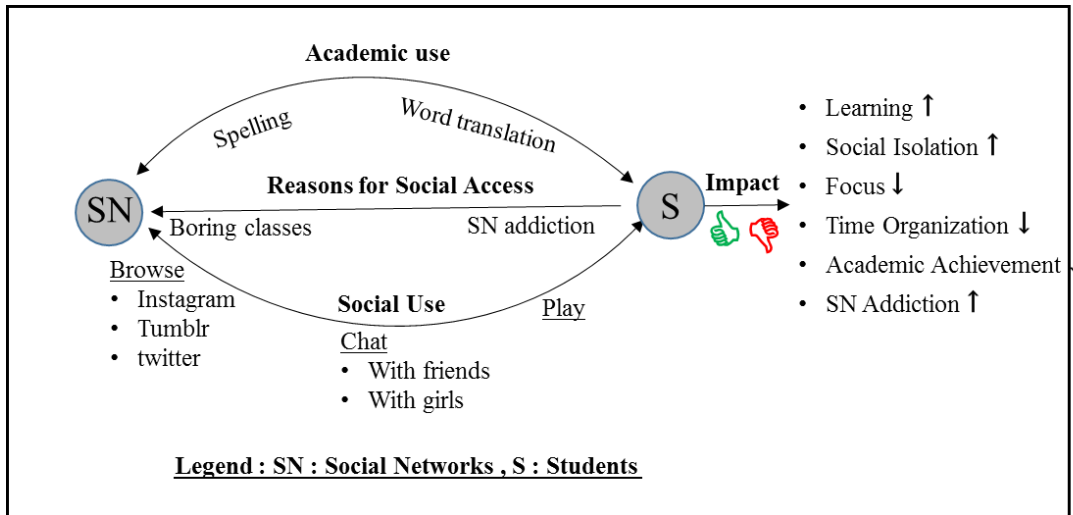 Academic use
Spelling
Word translation
Reasons for Social Access
SN
S
Boring classes
SN addiction
Impact
Browse
• Instagram
• Tumblr
• twitter
Social Use
Play
Chat
• With friends
• With girls
• Learning ↑
• Social Isolation ↑
• Focus ↓
• Time Organization ↓
• Academic Achievement
• SN Addiction ↑
Legend : SN : Social Networks , S : Students